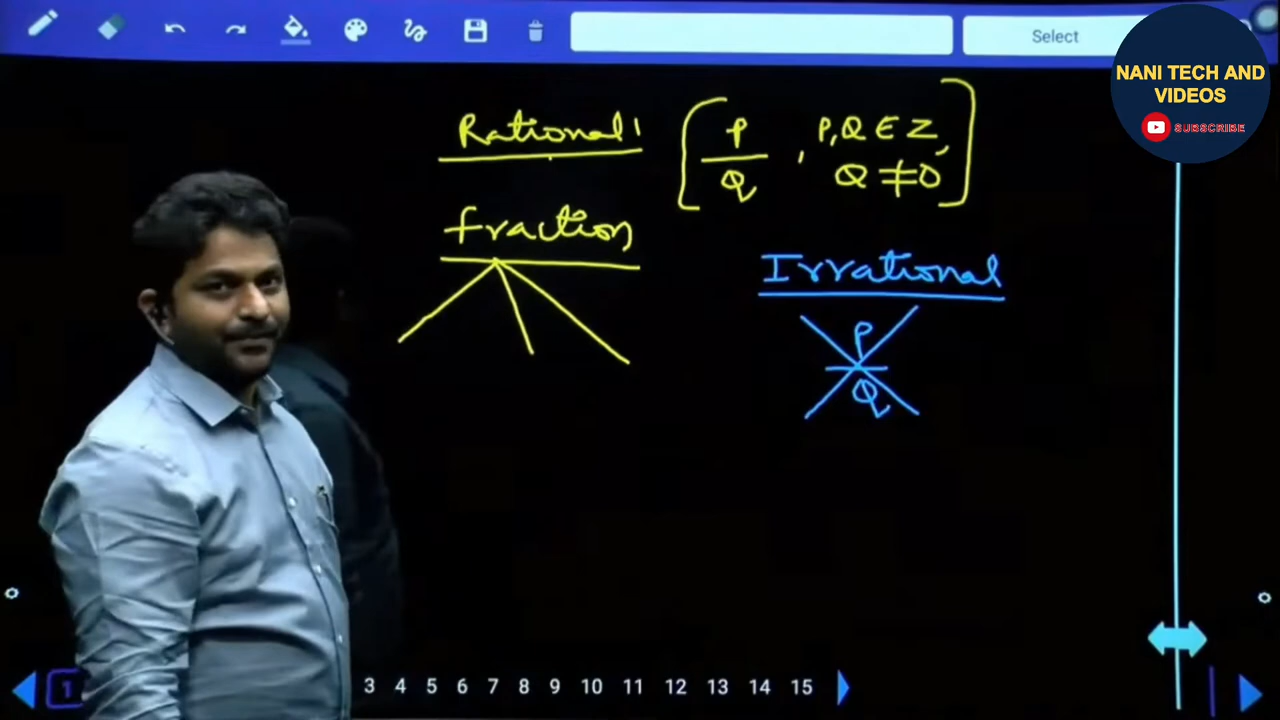 Select
NANI TECH AND
VIDEOS
SUBSCRIBE
Rational
P
Q
, P,Q ∈ Z,
Q ≠ 0
fraction
Irrational
P
Q
1
3 4 5 6 7 8 9 10 11 12 13 14 15